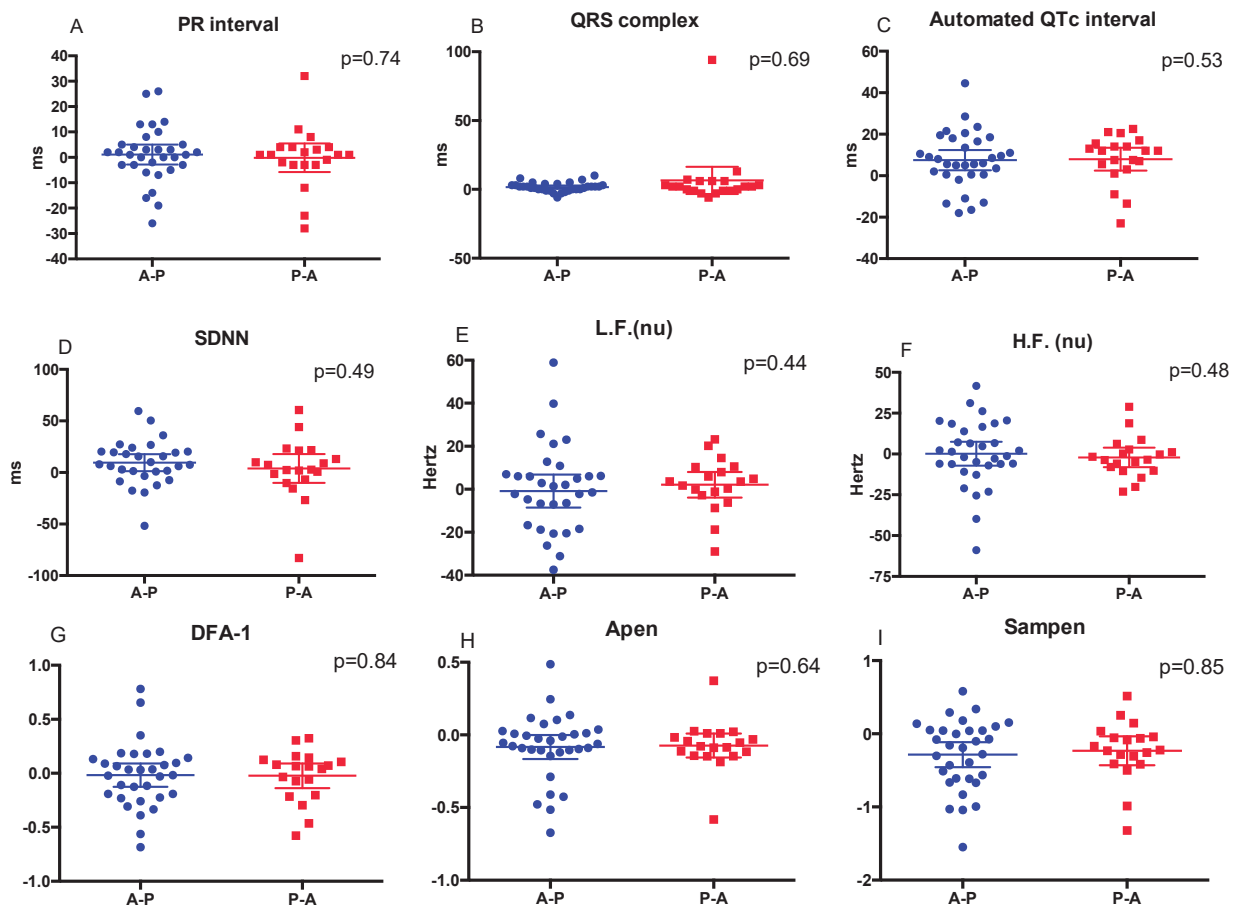 A
PR interval
p=0.74
ms
40
30
20
10
0
-10
-20
-30
-40
A-P
P-A
B
QRS complex
p=0.69
ms
100
50
0
-50
A-P
P-A
C
Automated QTc interval
p=0.53
ms
60
40
20
0
-20
-40
A-P
P-A
D
SDNN
p=0.49
ms
100
50
0
-50
-100
A-P
P-A
E
L.F.(nu)
p=0.44
Hertz
60
40
20
0
-20
-40
A-P
P-A
F
H.F. (nu)
p=0.48
Hertz
50
25
0
-25
-50
-75
A-P
P-A
G
DFA-1
p=0.84
1.0
0.5
0.0
-0.5
-1.0
A-P
P-A
H
Apen
p=0.64
0.5
0.0
-0.5
-1.0
A-P
P-A
I
Sampen
p=0.85
1
0
-1
-2
A-P
P-A